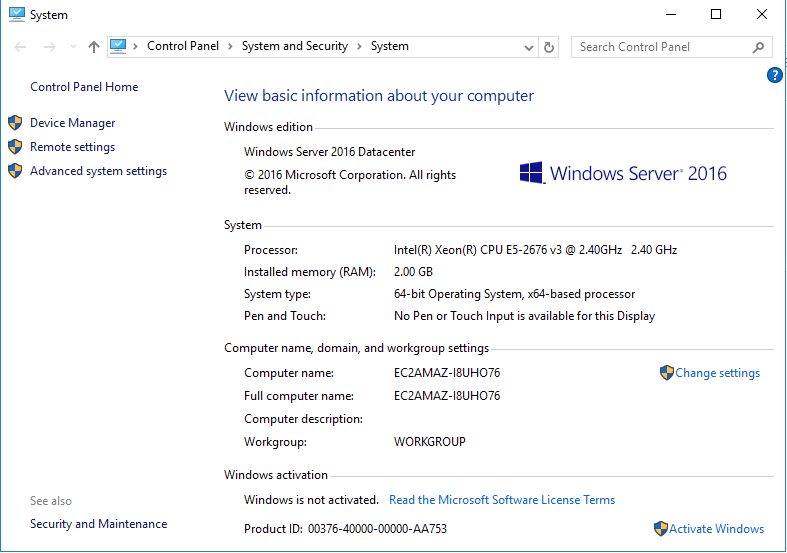 System
Control Panel > System and Security > System
Search Control Panel
Control Panel Home
Device Manager
Remote settings
Advanced system settings
See also
Security and Maintenance
?
View basic information about your computer
Windows edition
Windows Server 2016 Datacenter
© 2016 Microsoft Corporation. All rights
reserved.
Windows Server® 2016
System
Processor: Intel(R) Xeon(R) CPU E5-2676 v3 @ 2.40GHz 2.40 GHz
Installed memory (RAM): 2.00 GB
System type: 64-bit Operating System, x64-based processor
Pen and Touch: No Pen or Touch Input is available for this Display
Computer name, domain, and workgroup settings
Computer name: EC2AMAZ-I8UHO76
Change settings
Full computer name: EC2AMAZ-I8UHO76
Computer description:
Workgroup: WORKGROUP
Windows activation
Windows is not activated. Read the Microsoft Software License Terms
Product ID: 00376-40000-00000-AA753
Activate Windows